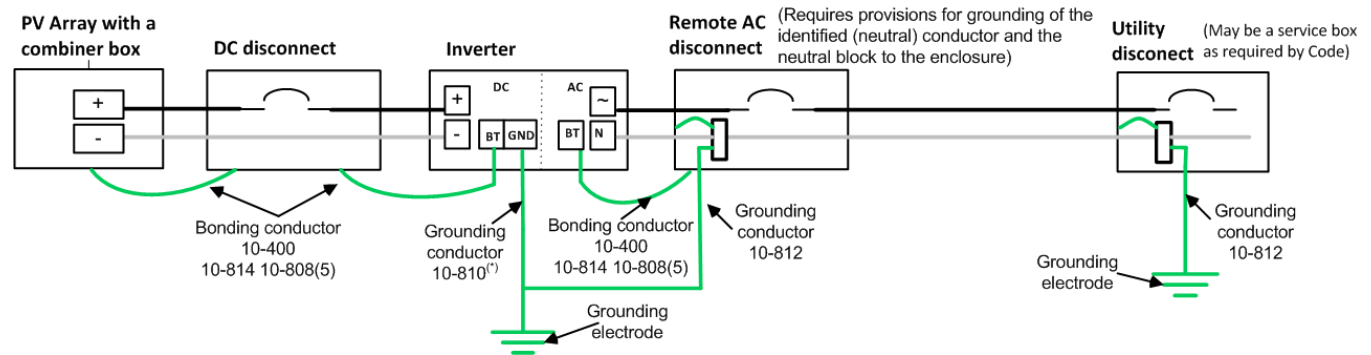 PV Array with a
combiner box
DC disconnect
Inverter
Remote AC
disconnect
(Requires provisions for grounding of the
identified (neutral) conductor and the
neutral block to the enclosure)
Utility
disconect
(May be a service box
as required by Code)
+
-
+
-
DC
BT
GND
AC
~
BT
N
Bonding conductor
10-400
10-814 10-808(5)
Grounding
conductor
10-810(*)
Bonding conductor
10-400
10-814 10-808(5)
Grounding
conductor
10-812
Grounding
electrode
Grounding
conductor
10-812
Grounding
electrode